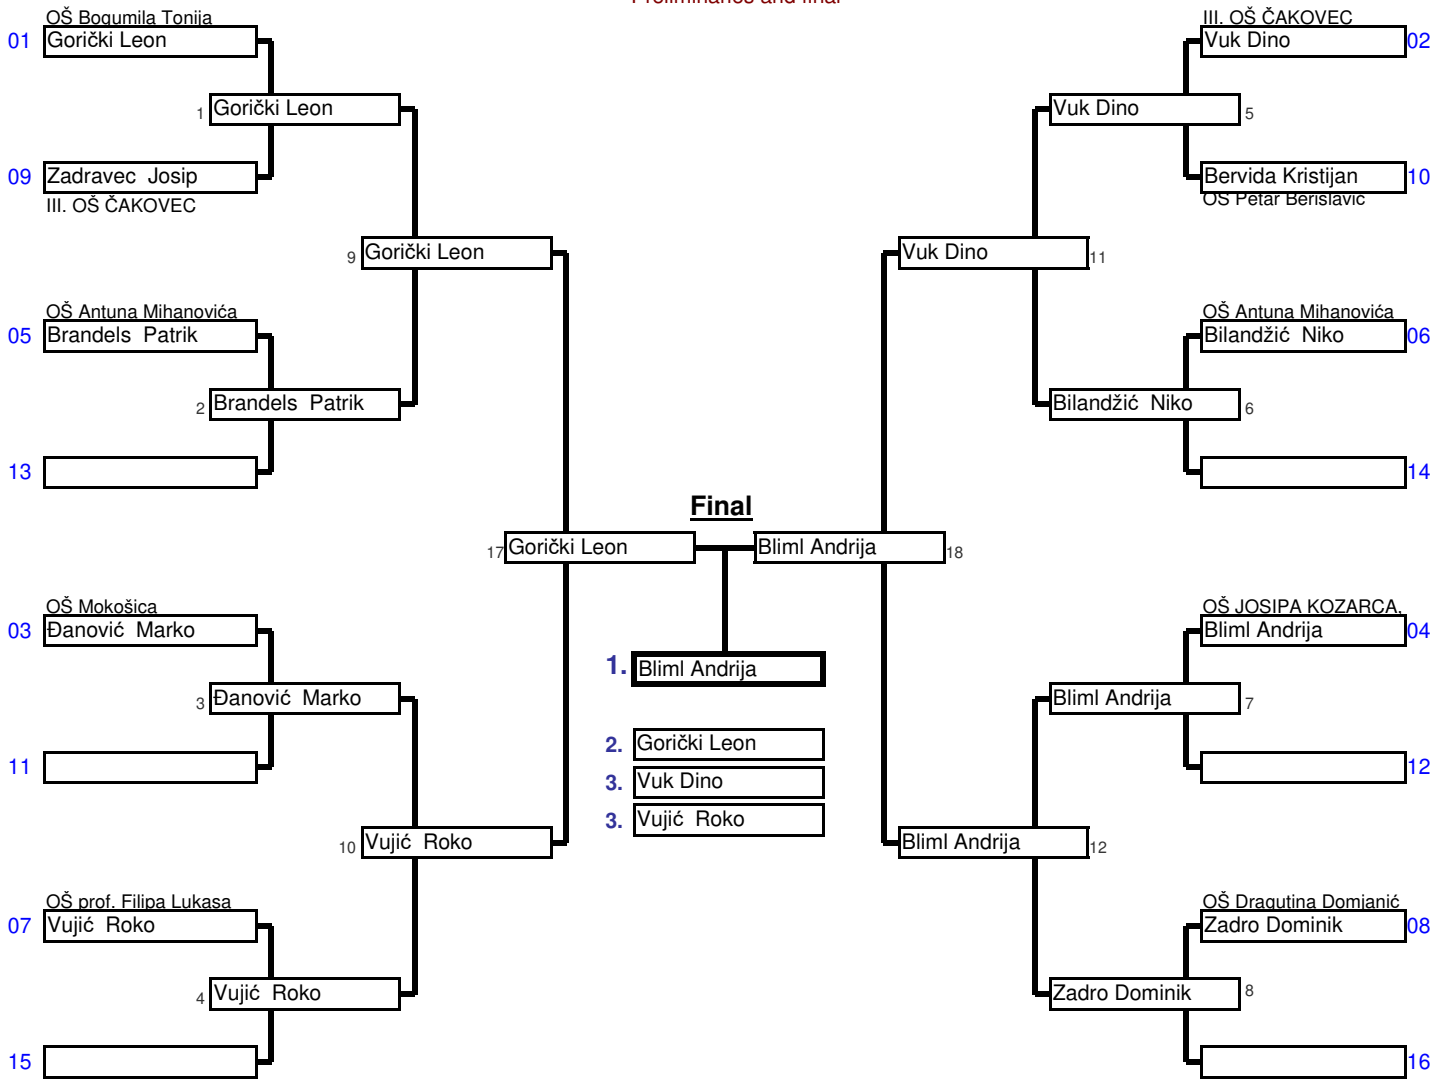 Preliminaries and final
OŠ Bogumila Tonija
01 Gorički Leon
1 Gorički Leon
09 Zadravec Josip
III. OŠ ČAKOVEC
9 Gorički Leon
OŠ Antuna Mihanovića
05 Brandels Patrik
2 Brandels Patrik
13
17 Gorički Leon
OŠ Mokošica
03 Đanović Marko
3 Đanović Marko
11
10 Vujić Roko
OŠ prof. Filipa Lukasa
07 Vujić Roko
4 Vujić Roko
15
Final
1. Bliml Andrija
2. Gorički Leon
3. Vuk Dino
3. Vujić Roko
III. OŠ ČAKOVEC
Vuk Dino 02
Vuk Dino 5
Bervida Kristijan 10
OŠ Petar Berislavić
Vuk Dino 11
OŠ Antuna Mihanovića
Bilandžić Niko 06
Bilandžić Niko 6
14
Bliml Andrija 18
OŠ JOSIPA KOZARCA,
Bliml Andrija 04
Bliml Andrija 7
12
Bliml Andrija 12
OŠ Dragutina Domjanić
Zadro Dominik 08
Zadro Dominik 8
16